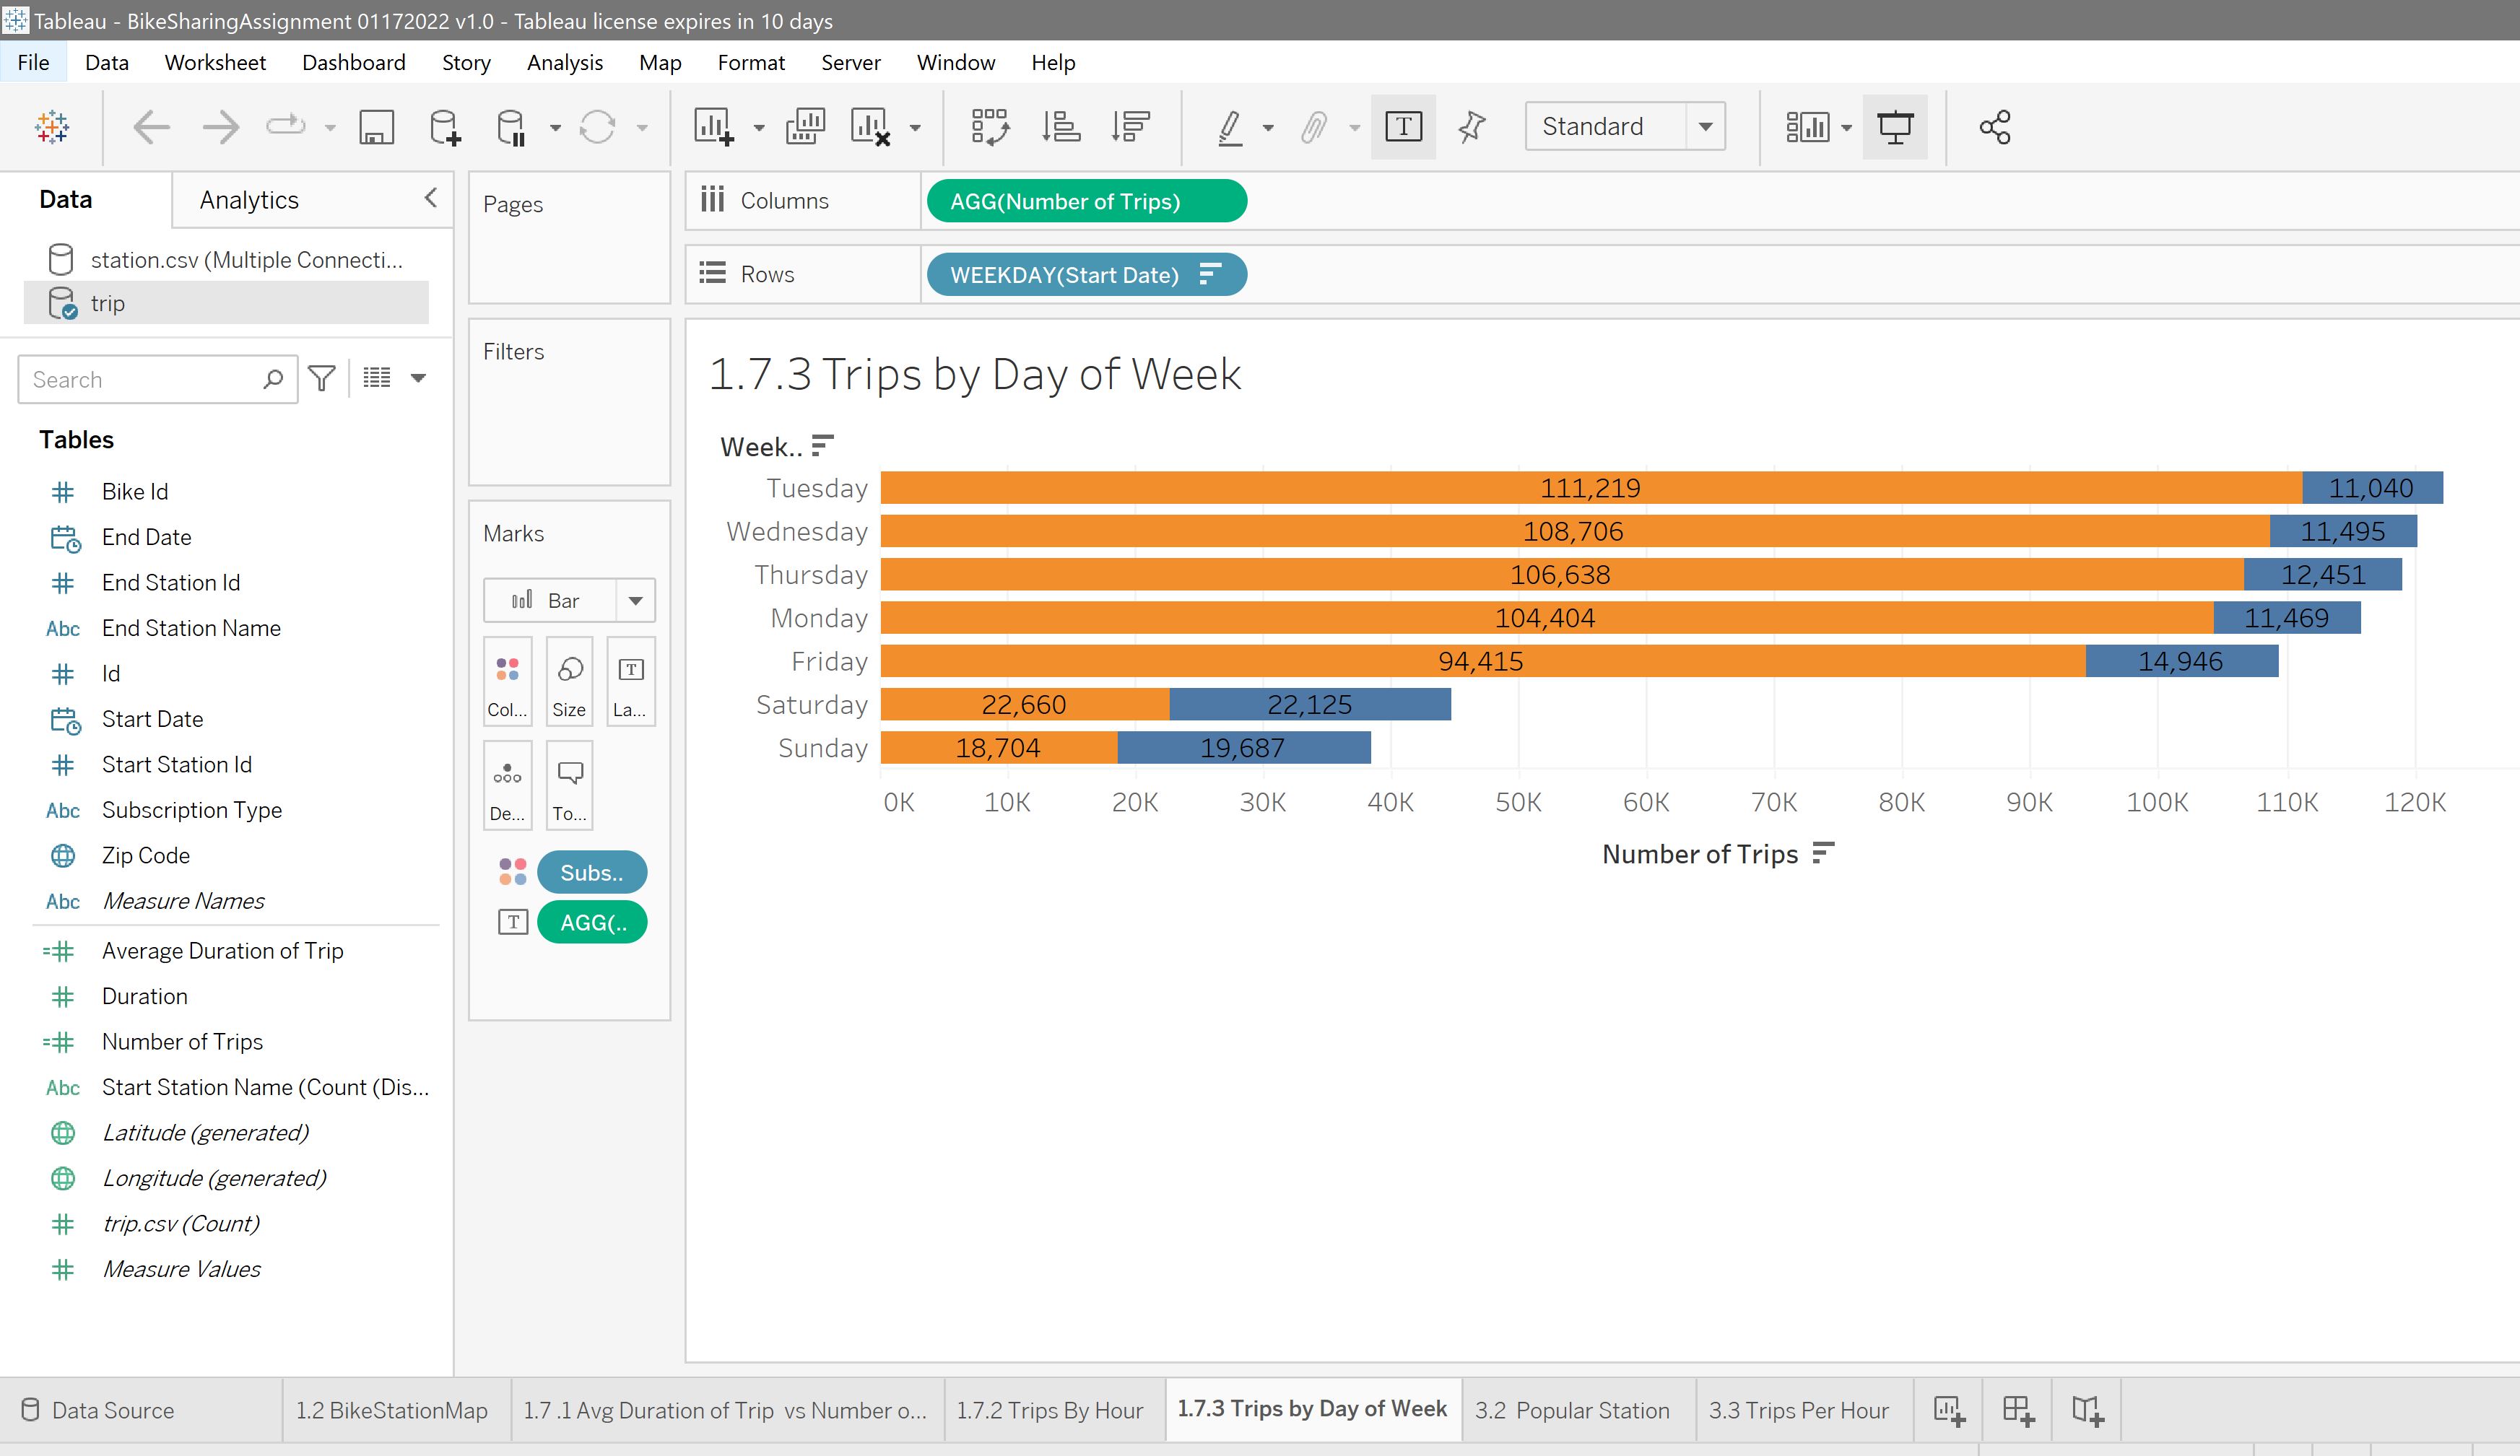 Tableau - BikeSharingAssignment 01172022 v1.0 - Tableau license expires in 10 days
File Data Worksheet Dashboard Story Analysis Map Format Server Window Help
Standard
Data Analytics
station.csv (Multiple Connecti...
trip
Search
Tables
Bike Id
End Date
End Station Id
Abc End Station Name
Id
Start Date
Start Station Id
Abc Subscription Type
Zip Code
Abc Measure Names
=# Average Duration of Trip
# Duration
=# Number of Trips
Abc Start Station Name (Count (Dis...
Latitude (generated)
Longitude (generated)
# trip.csv (Count)
# Measure Values
Pages
Filters
Marks
Bar
Col... Size La...
De... To...
Subs..
AGG(..
Columns AGG(Number of Trips)
Rows WEEKDAY(Start Date)
1.7.3 Trips by Day of Week
Week..
Tuesday 111,219 11,040
Wednesday 108,706 11,495
Thursday 106,638 12,451
Monday 104,404 11,469
Friday 94,415 14,946
Saturday 22,660 22,125
Sunday 18,704 19,687
0K 10K 20K 30K 40K 50K 60K 70K 80K 90K 100K 110K 120K
Number of Trips
Data Source 1.2 BikeStationMap 1.7 .1 Avg Duration of Trip vs Number o... 1.7.2 Trips By Hour 1.7.3 Trips by Day of Week 3.2 Popular Station 3.3 Trips Per Hour